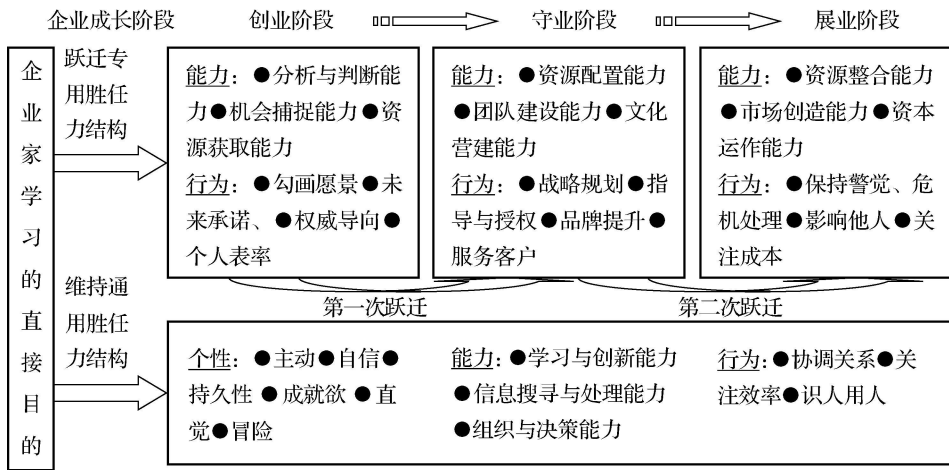 企业成长阶段 创业阶段 守业阶段 展业阶段
企业家学习的直接目的
跃迁专
用胜任
力结构
能力：●分析与判断能
力●机会捕捉能力●资
源获取能力
行为：●勾画愿景●未
来承诺、●权威导向●
个人表率
能力：●资源配置能力
●团队建设能力●文化
营建能力
行为：●战略规划●指
导与授权●品牌提升●
服务客户
能力：●资源整合能力
●市场创造能力●资本
运作能力
行为：●保持警觉、危
机处理●影响他人●关
注成本
第一次跃迁 第二次跃迁
维持通
用胜任
力结构
个性：●主动●自信●
持久性 ●成就欲 ●直
觉●冒险
能力：●学习与创新能力
●信息搜寻与处理能力
●组织与决策能力
行为：●协调关系●关
注效率●识人用人